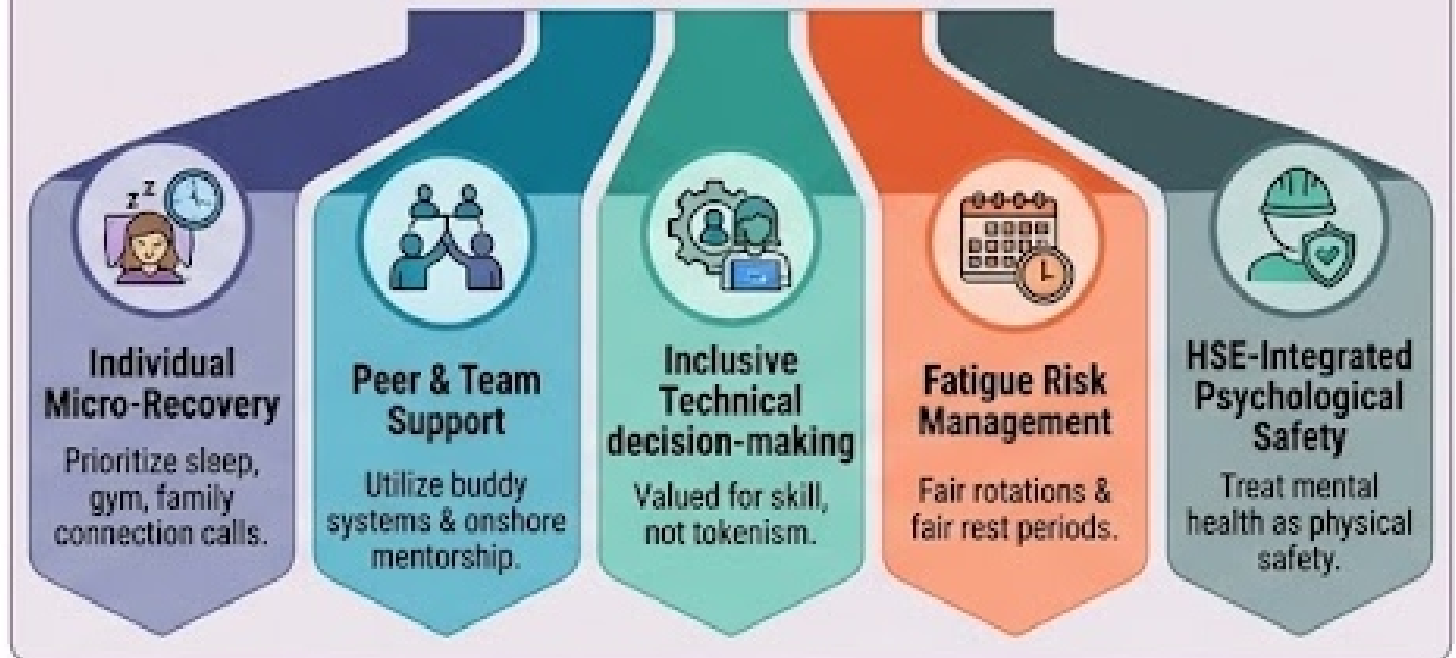 z z z
Individual
Micro-Recovery
Prioritize sleep,
gym, family
connection calls.
Peer & Team
Support
Utilize buddy
systems & onshore
mentorship.
Inclusive
Technical
decision-making
Valued for skill,
not tokenism.
Fatigue Risk
Management
Fair rotations &
fair rest periods.
HSE-Integrated
Psychological
Safety
Treat mental
health as physical
safety.